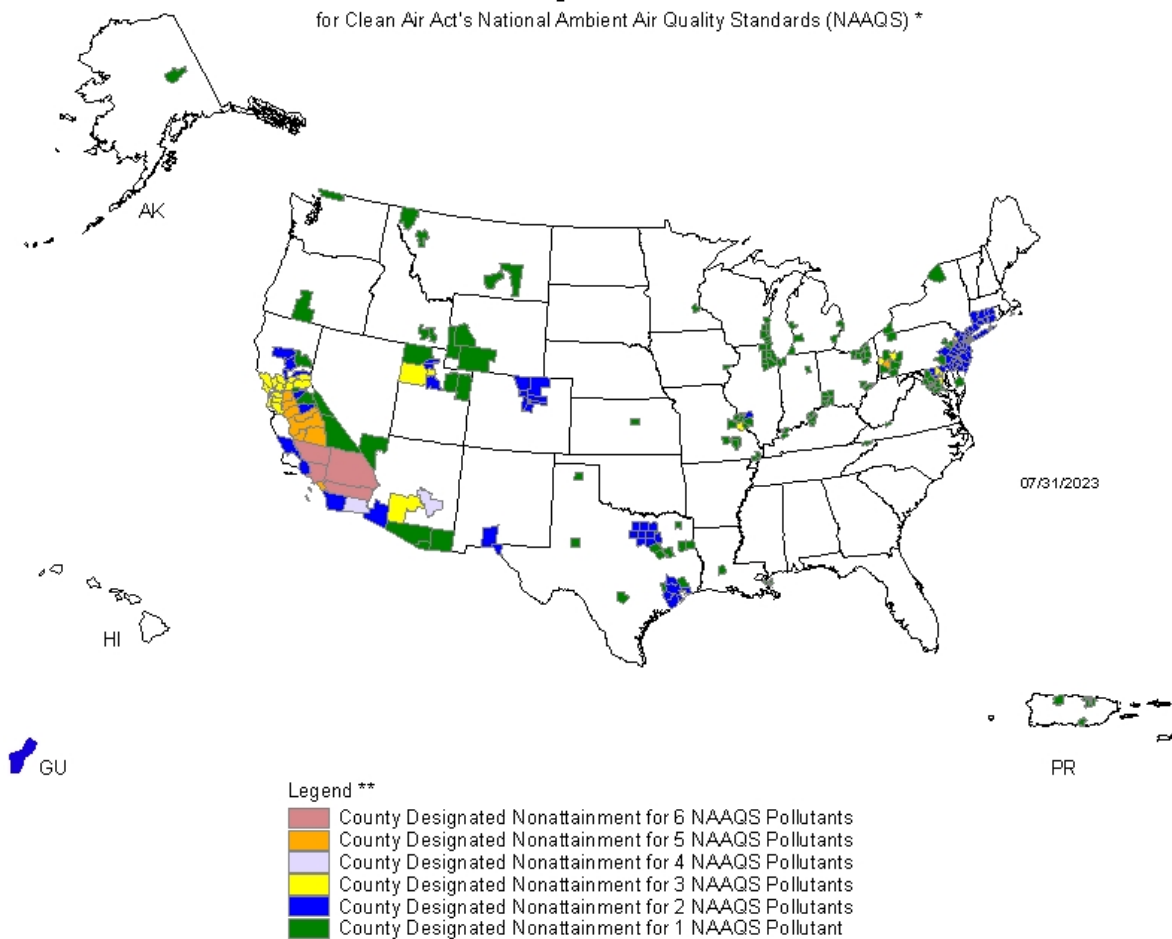 for Clean Air Act's National Ambient Air Quality Standards (NAAQS) *
AK
07/31/2023
HI
GU
PR
Legend **
County Designated Nonattainment for 6 NAAQS Pollutants
County Designated Nonattainment for 5 NAAQS Pollutants
County Designated Nonattainment for 4 NAAQS Pollutants
County Designated Nonattainment for 3 NAAQS Pollutants
County Designated Nonattainment for 2 NAAQS Pollutants
County Designated Nonattainment for 1 NAAQS Pollutant